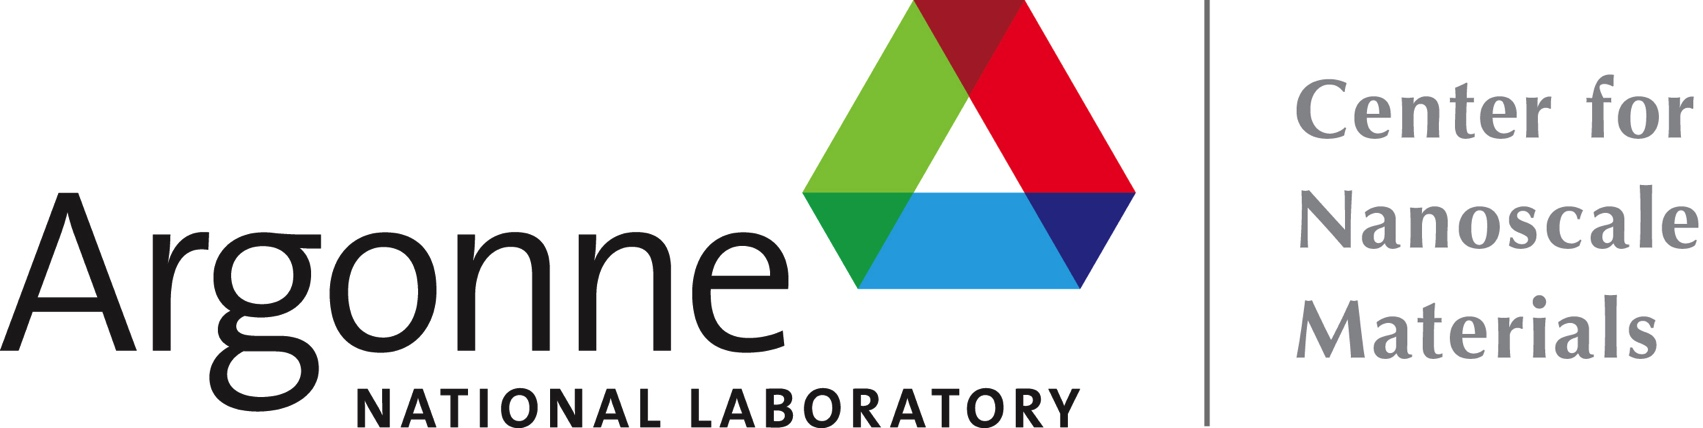 Argonne
NATIONAL LABORATORY
Center for
Nanoscale
Materials